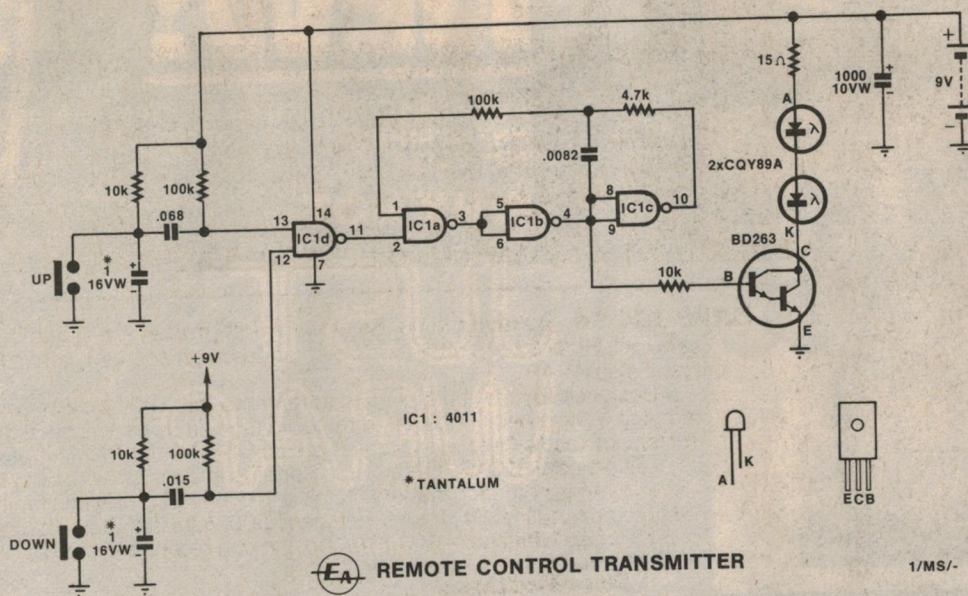 15Ω
A
λ
1000
10VW
+
-
+
9V
-
100k
4.7k
.0082
2xCQY89A
λ
K
10k
100k
.068
13
14
IC1d
11
12
7
1
IC1a
3
2
5
IC1b
4
6
8
IC1c
10
9
BD263
C
10k
B
E
UP
*
1
16VW
+
-
+9V
10k
100k
.015
DOWN
*
1
16VW
+
-
IC1 : 4011
* TANTALUM
A
K
ECB
EA REMOTE CONTROL TRANSMITTER
1/MS/-